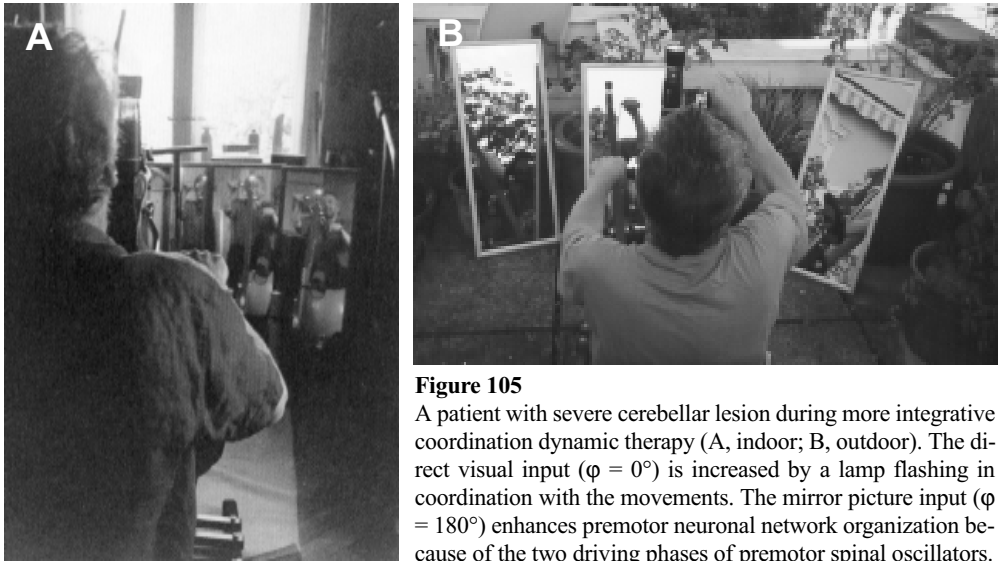 A
B
Figure 105
A patient with severe cerebellar lesion during more integrative
coordination dynamic therapy (A, indoor; B, outdoor). The di-
rect visual input (φ = 0°) is increased by a lamp flashing in
coordination with the movements. The mirror picture input (φ
= 180°) enhances premotor neuronal network organization be-
cause of the two driving phases of premotor spinal oscillators.